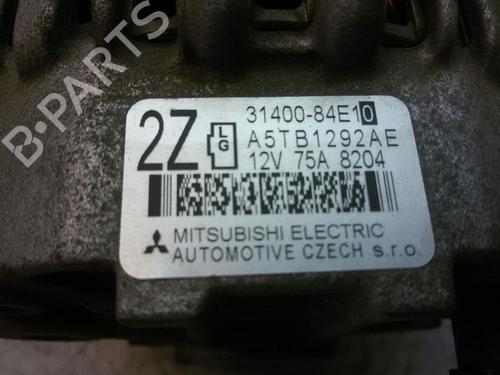 B-PARTS
31400-84E10
2Z
L
G
A5TB1292AE
12V 75A 8204
MITSUBISHI ELECTRIC
AUTOMOTIVE CZECH s.r.o.